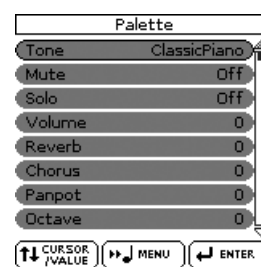 Palette
Tone ClassicPiano
Mute Off
Solo Off
Volume 0
Reverb 0
Chorus 0
Panpot 0
Octave 0
CURSOR /VALUE MENU ENTER